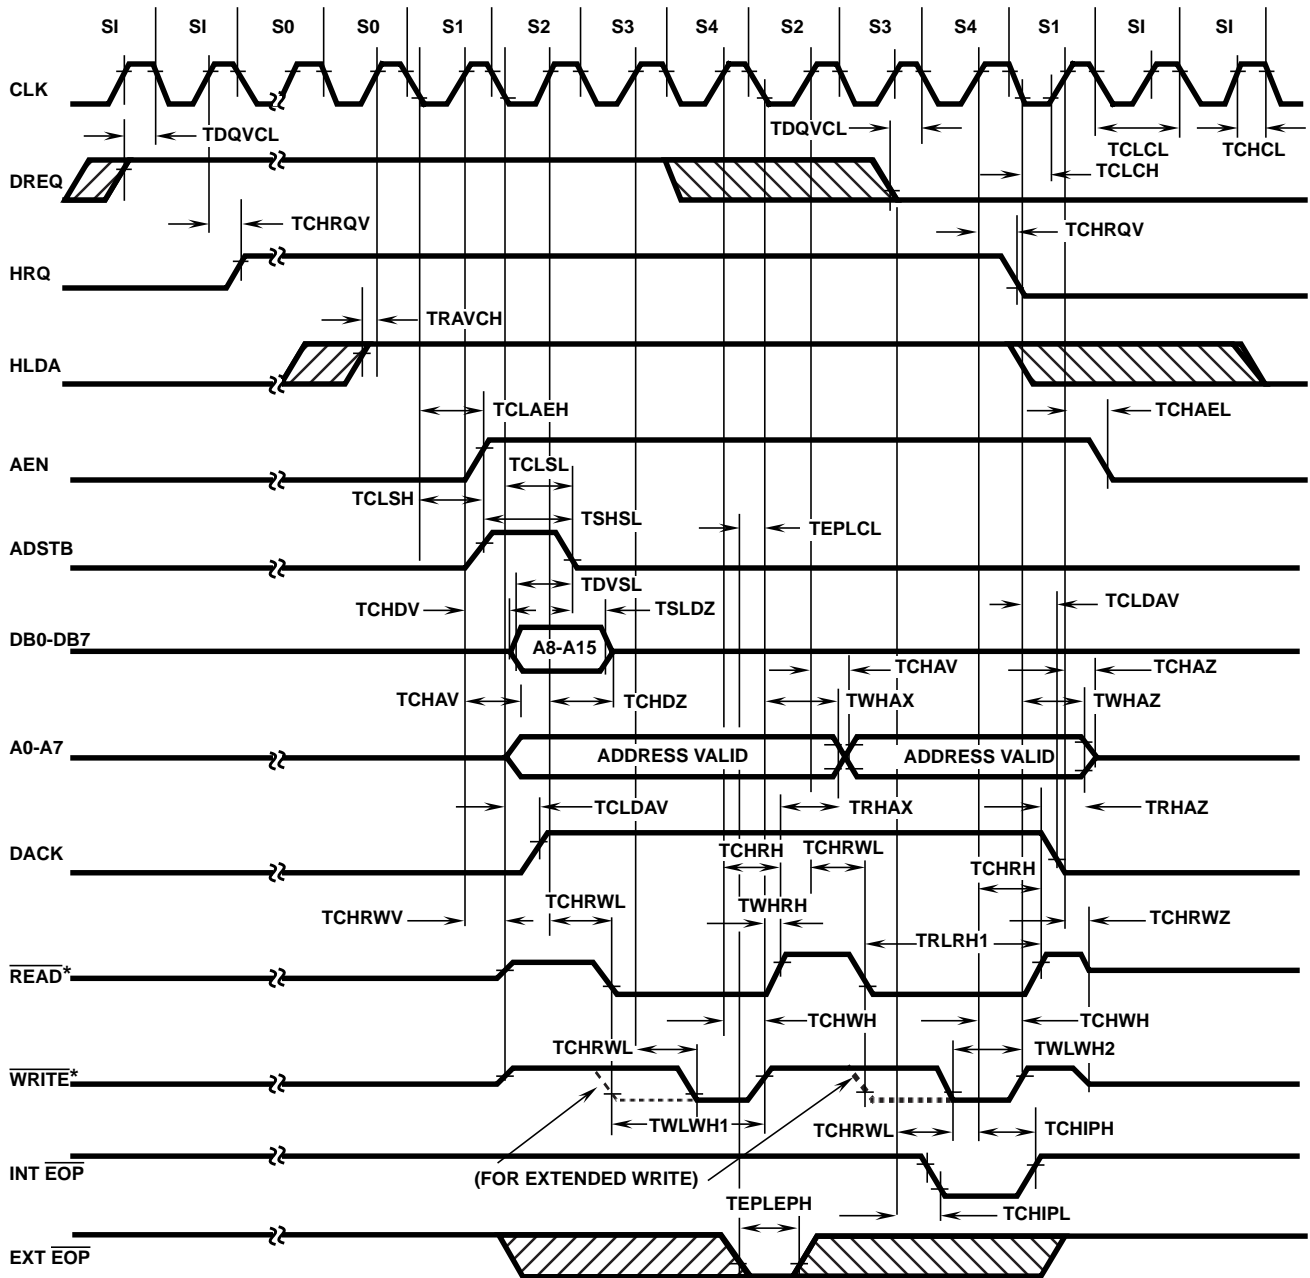 SI SI S0 S0 S1 S2 S3 S4 S2 S3 S4 S1 SI SI
CLK
TDQVCL TDQVCL TCLCL TCHCL
TCLCH
DREQ
TCHRQV TCHRQV
HRQ
TRAVCH
HLDA
TCLAEH TCHAEL
AEN TCLSL
TCLSH
TSHSL TEPLCL
ADSTB
TDVSL
TCHDV TSLDZ TCLDAV
DB0-DB7 A8-A15
TCHAV TCHAZ
TCHAV TCHDZ TWHAX TWHAZ
A0-A7 ADDRESS VALID ADDRESS VALID
TCLDAV TRHAX TRHAZ
DACK TCHRH TCHRWL
TCHRH
TCHRWL TWHRH
TCHRWV TCHRWZ
TRLRH1
READ*
TCHWH TCHWH
TCHRWL TWLWH2
WRITE*
TWLWH1 TCHRWL TCHIPH
INT EOP (FOR EXTENDED WRITE)
TEPLEPH TCHIPL
EXT EOP